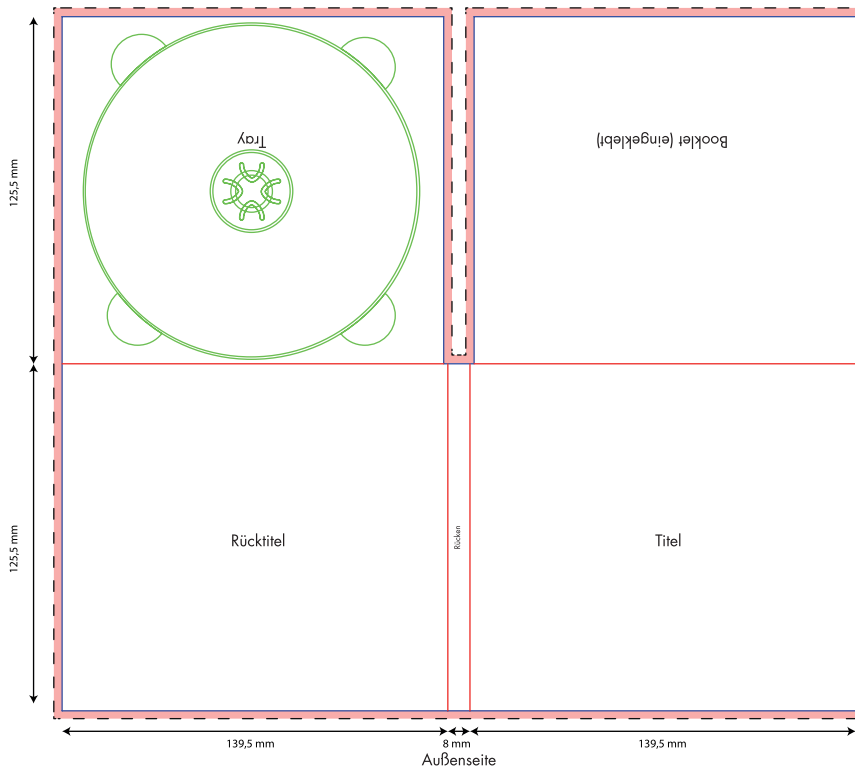 125,5 mm
Tray
Booklet (eingeklebt)
125,5 mm
Rücktitel
Rücken
Titel
139,5 mm
8 mm
139,5 mm
Außenseite